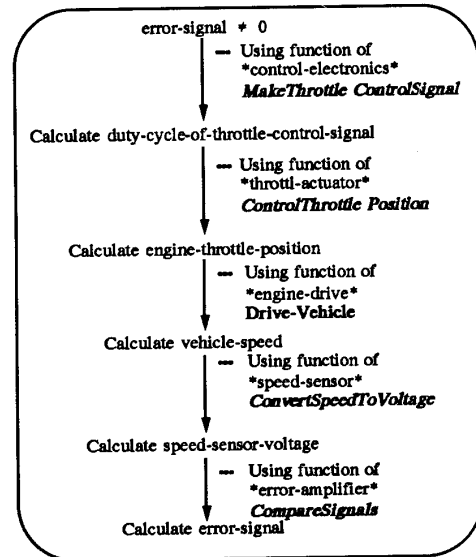 error-signal ≠ 0
--- Using function of
*control-electronics*
MakeThrottle ControlSignal
Calculate duty-cycle-of-throttle-control-signal
--- Using function of
*throttl-actuator*
ControlThrottle Position
Calculate engine-throttle-position
--- Using function of
*engine-drive*
Drive-Vehicle
Calculate vehicle-speed
--- Using function of
*speed-sensor*
ConvertSpeedToVoltage
Calculate speed-sensor-voltage
--- Using function of
*error-amplifier*
CompareSignals
Calculate error-signal